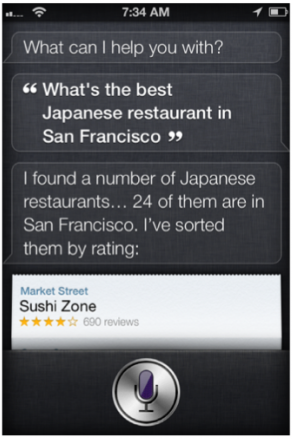 7:34 AM
What can I help you with?
“ What's the best
Japanese restaurant in
San Francisco ”
I found a number of Japanese
restaurants... 24 of them are in
San Francisco. I've sorted
them by rating:
Market Street
Sushi Zone
690 reviews